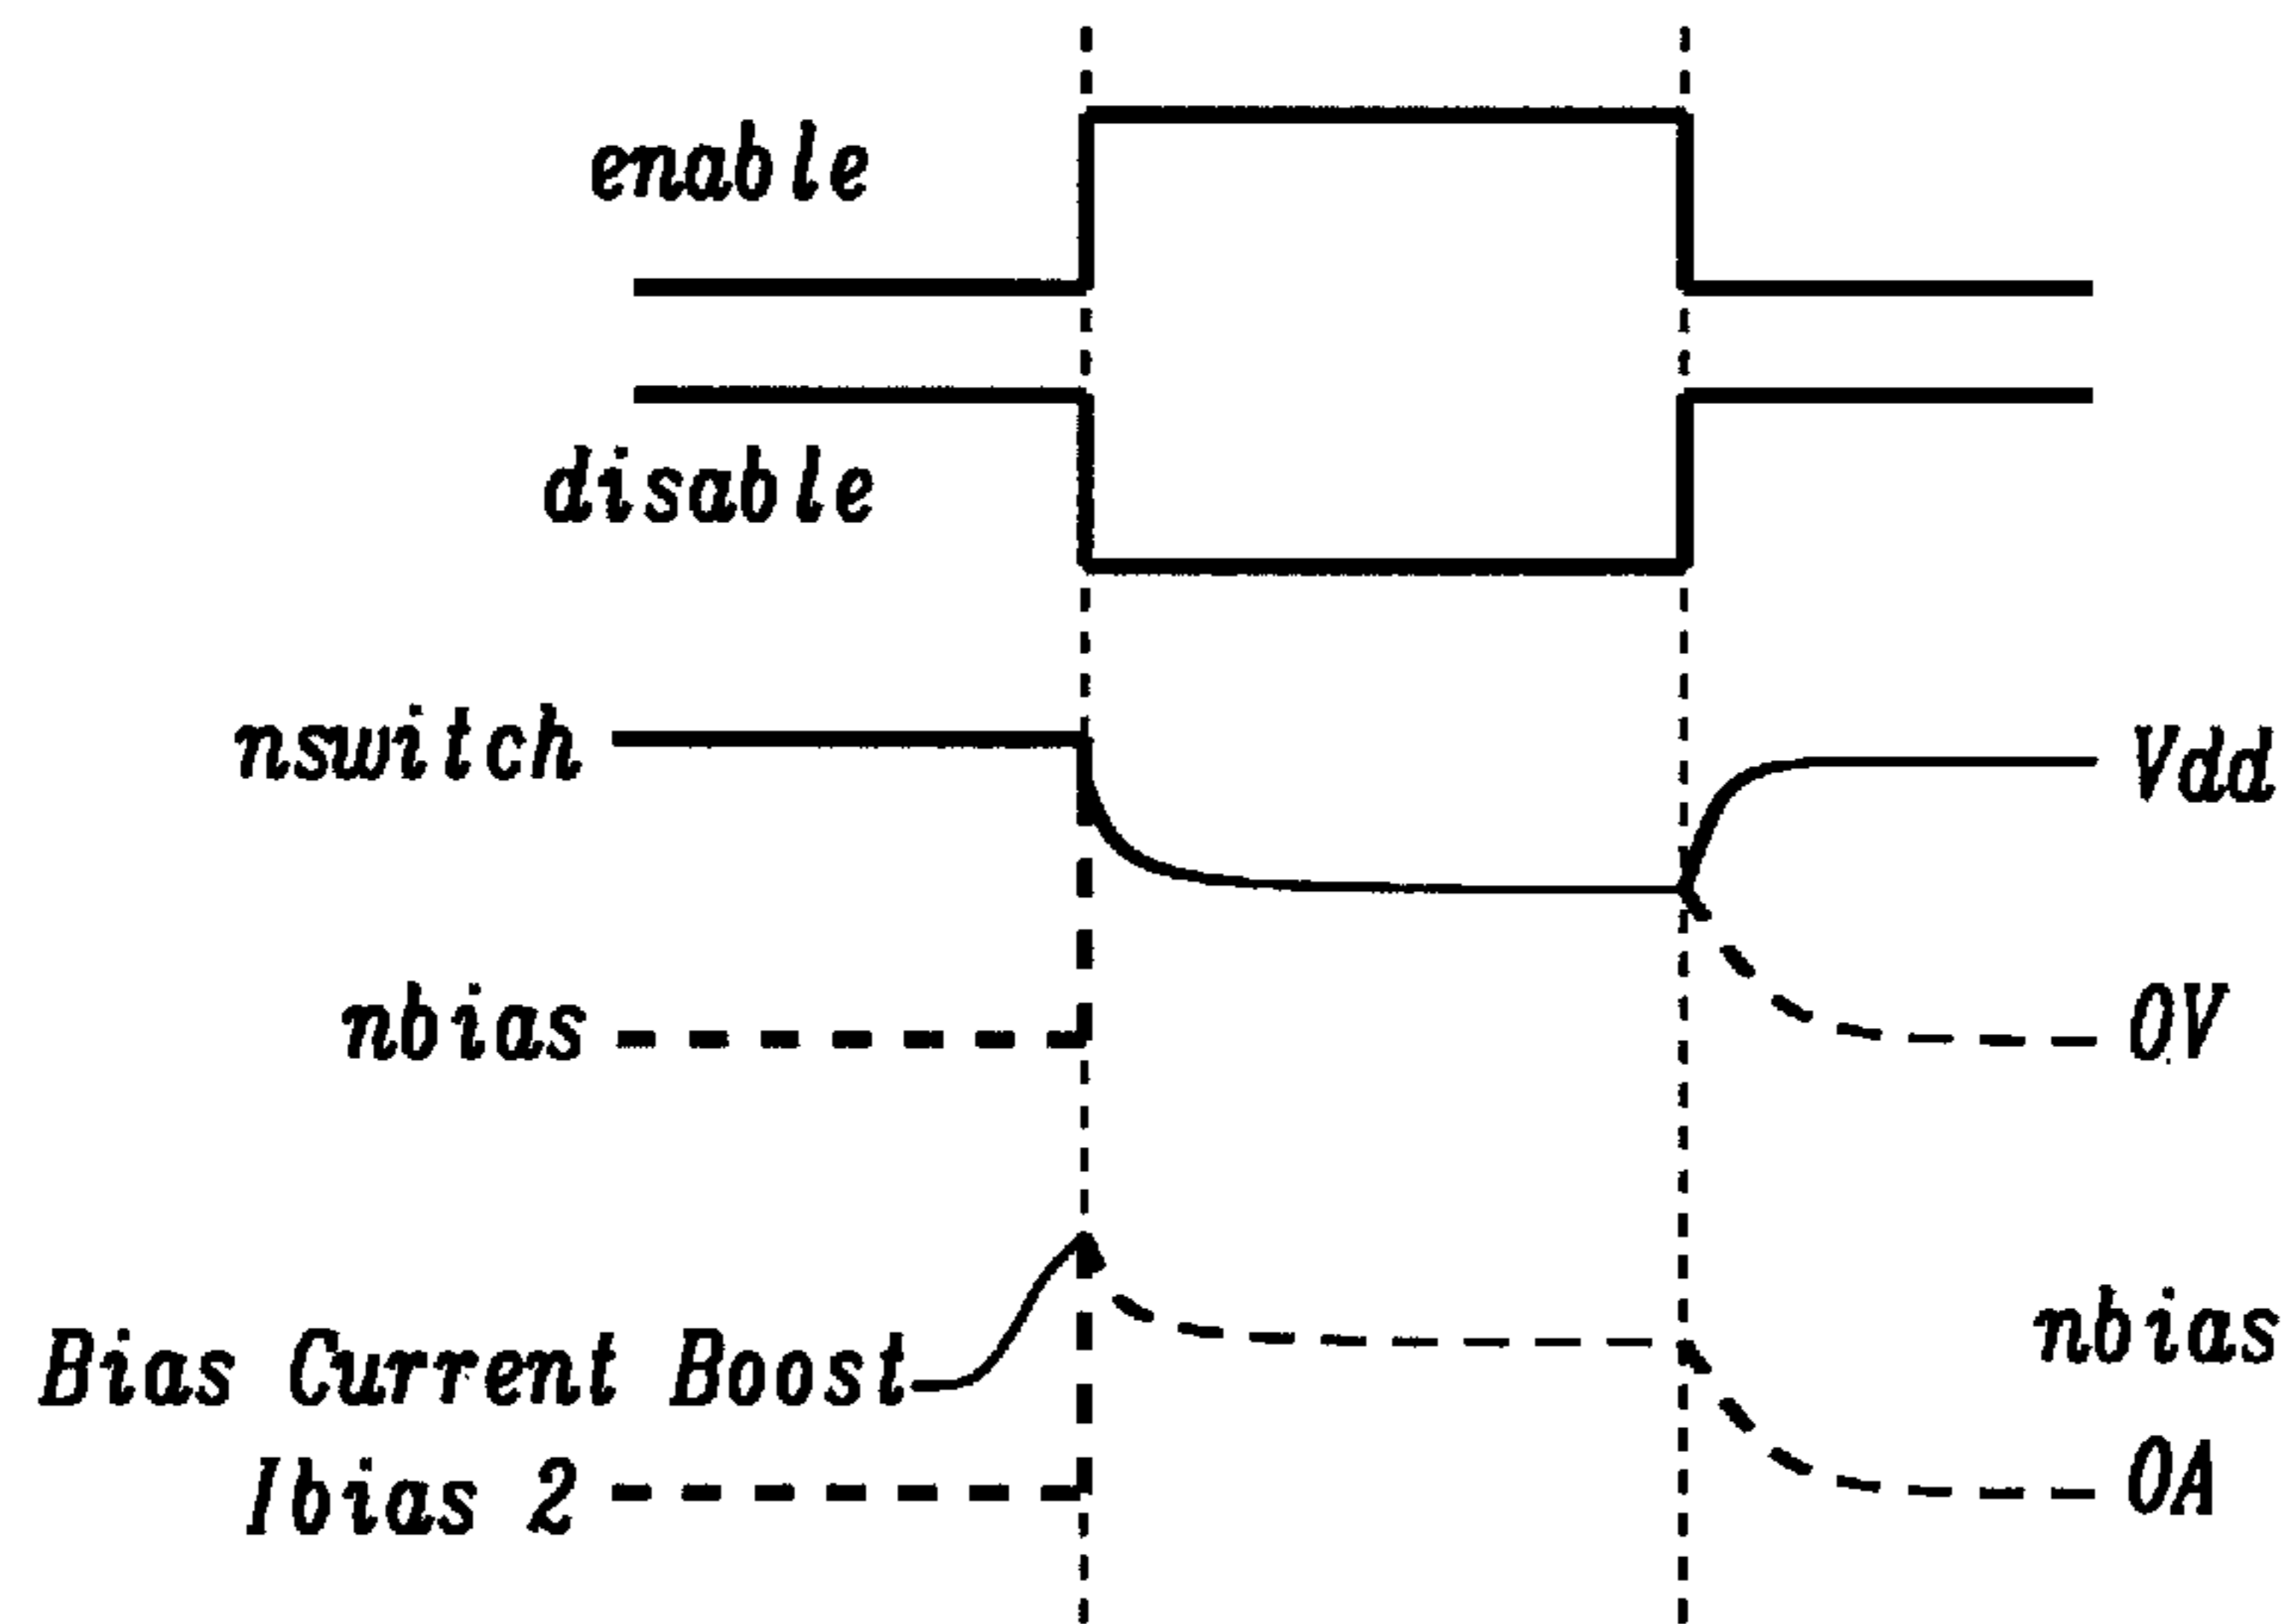 enable
disable
nswitch
Vdd
nbias
0V
nbias
Bias Current Boost
0A
Ibias 2